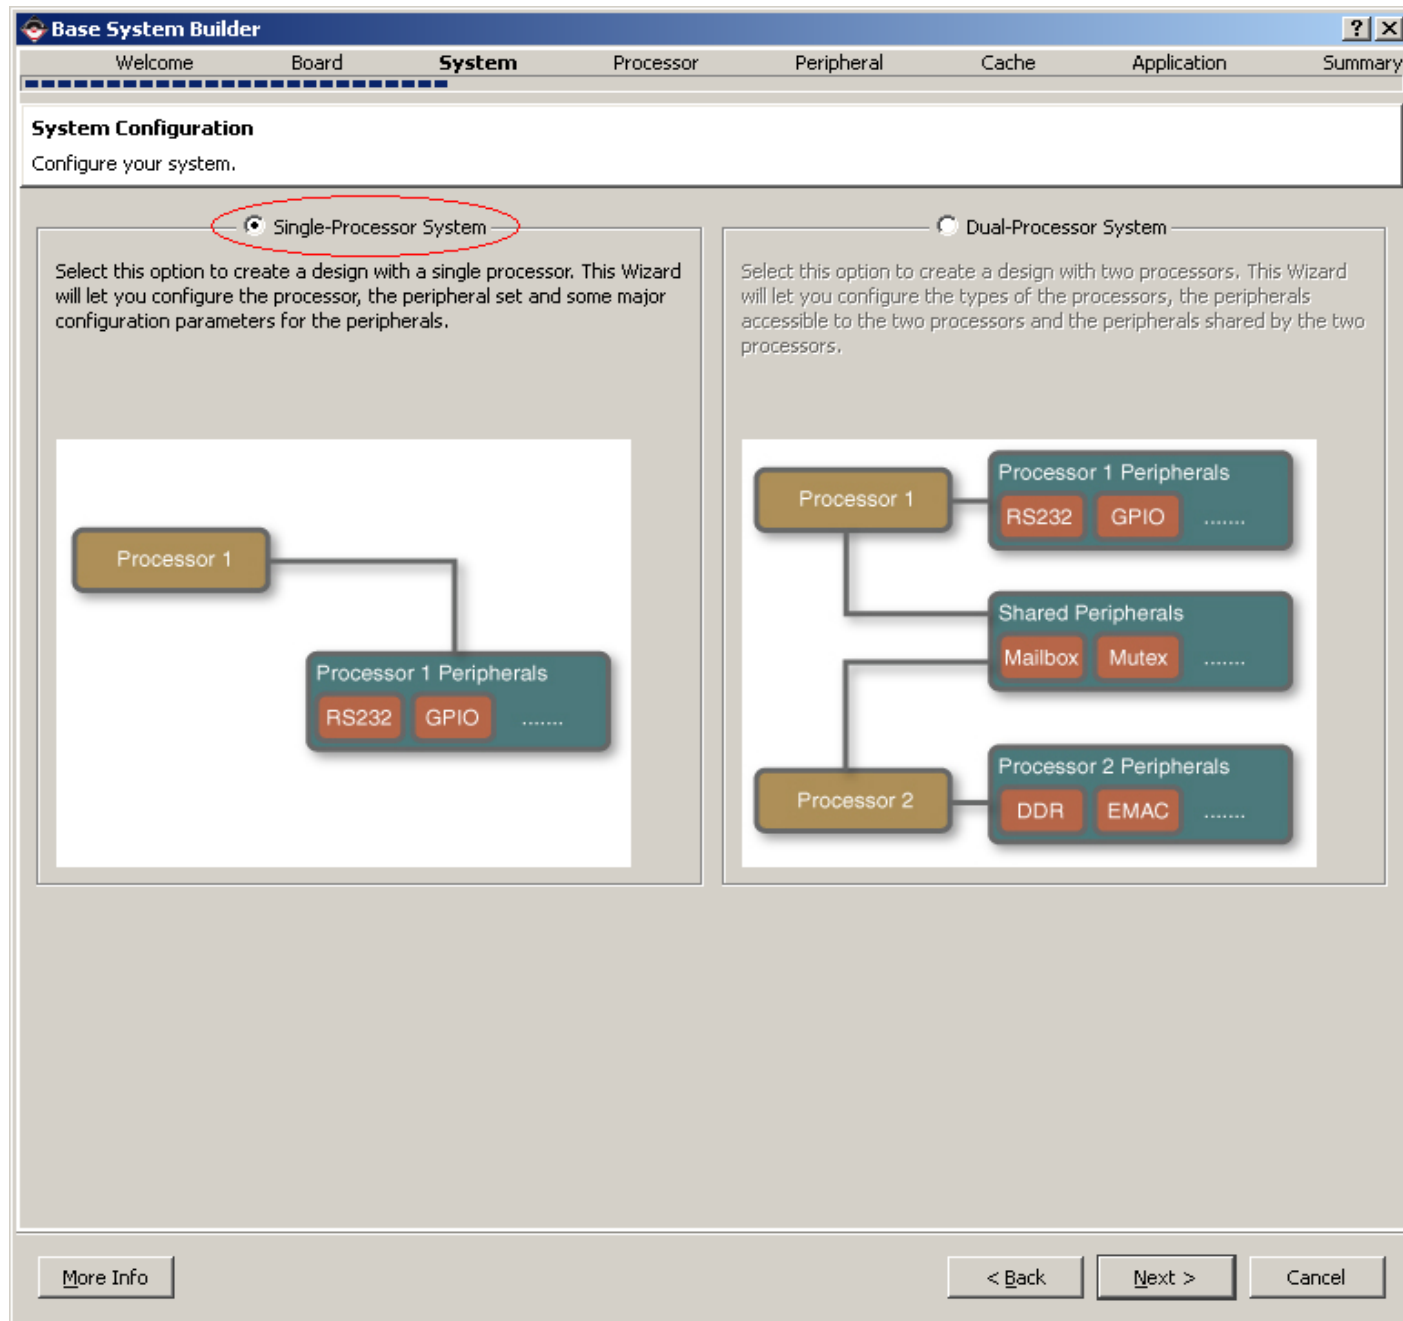 Base System Builder
Welcome Board System Processor Peripheral Cache Application Summary
System Configuration
Configure your system.
Single-Processor System
Select this option to create a design with a single processor. This Wizard
will let you configure the processor, the peripheral set and some major
configuration parameters for the peripherals.
Processor 1
Processor 1 Peripherals
RS232 GPIO .......
Dual-Processor System
Select this option to create a design with two processors. This Wizard
will let you configure the types of the processors, the peripherals
accessible to the two processors and the peripherals shared by the two
processors.
Processor 1
Processor 1 Peripherals
RS232 GPIO .......
Shared Peripherals
Mailbox Mutex .......
Processor 2
Processor 2 Peripherals
DDR EMAC .......
More Info
< Back
Next >
Cancel